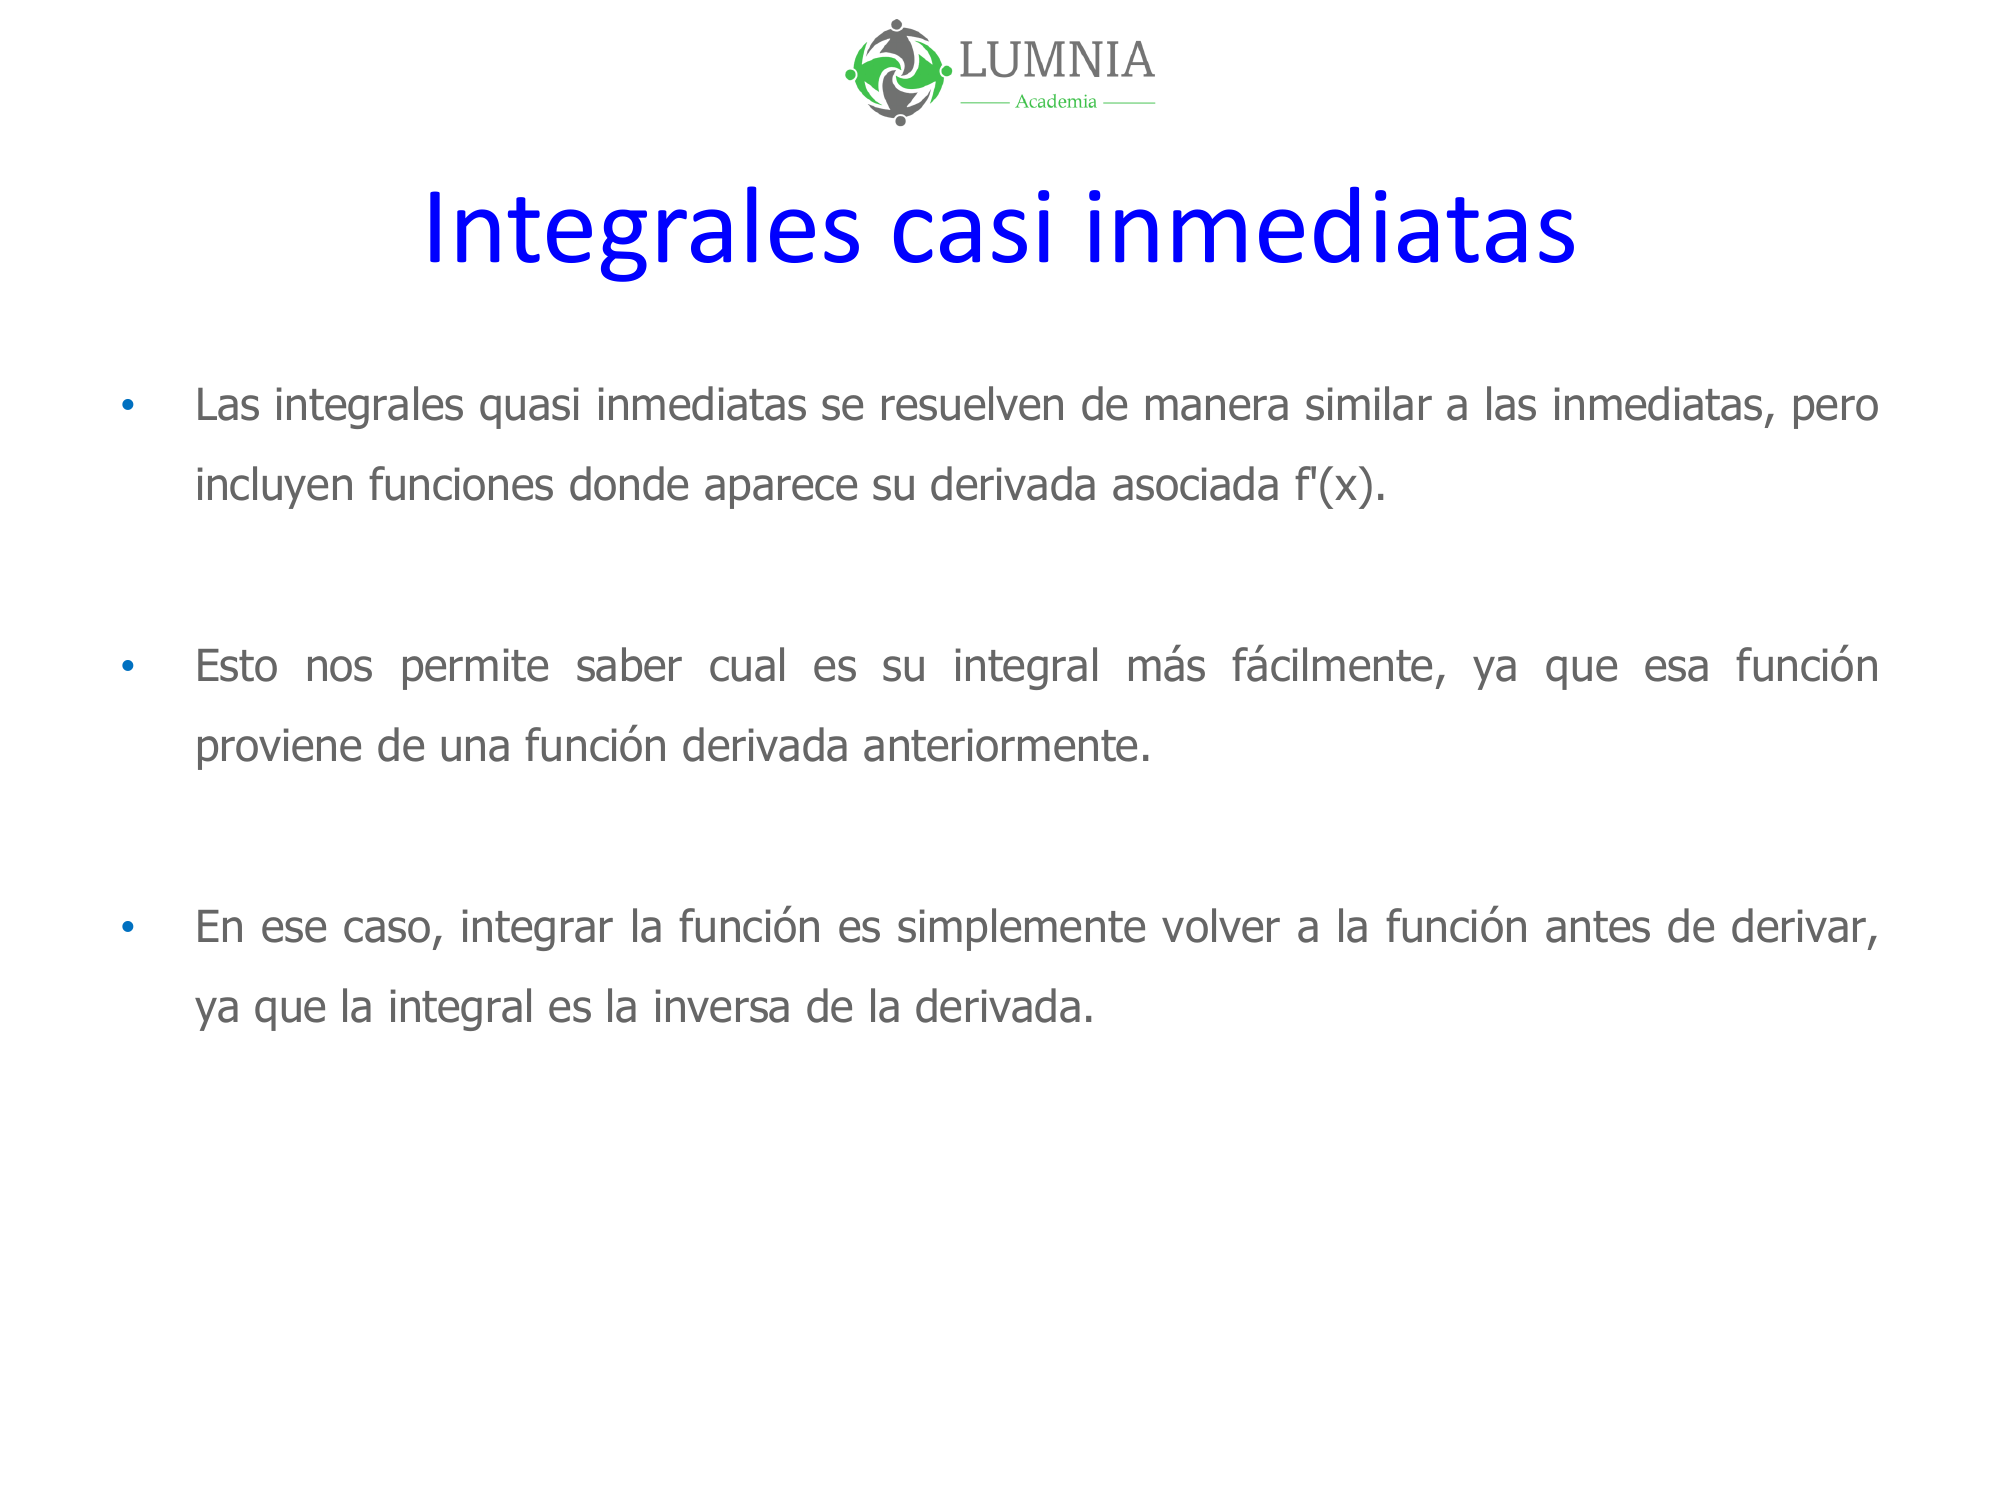 LUMNIA
Academia
Integrales casi inmediatas
• Las integrales quasi inmediatas se resuelven de manera similar a las inmediatas, pero
incluyen funciones donde aparece su derivada asociada f'(x).
• Esto nos permite saber cual es su integral más fácilmente, ya que esa función
proviene de una función derivada anteriormente.
• En ese caso, integrar la función es simplemente volver a la función antes de derivar,
ya que la integral es la inversa de la derivada.